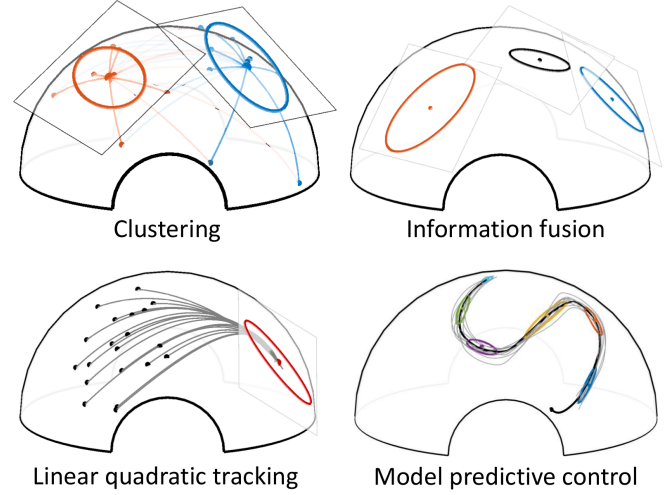 Clustering
Information fusion
Linear quadratic tracking
Model predictive control